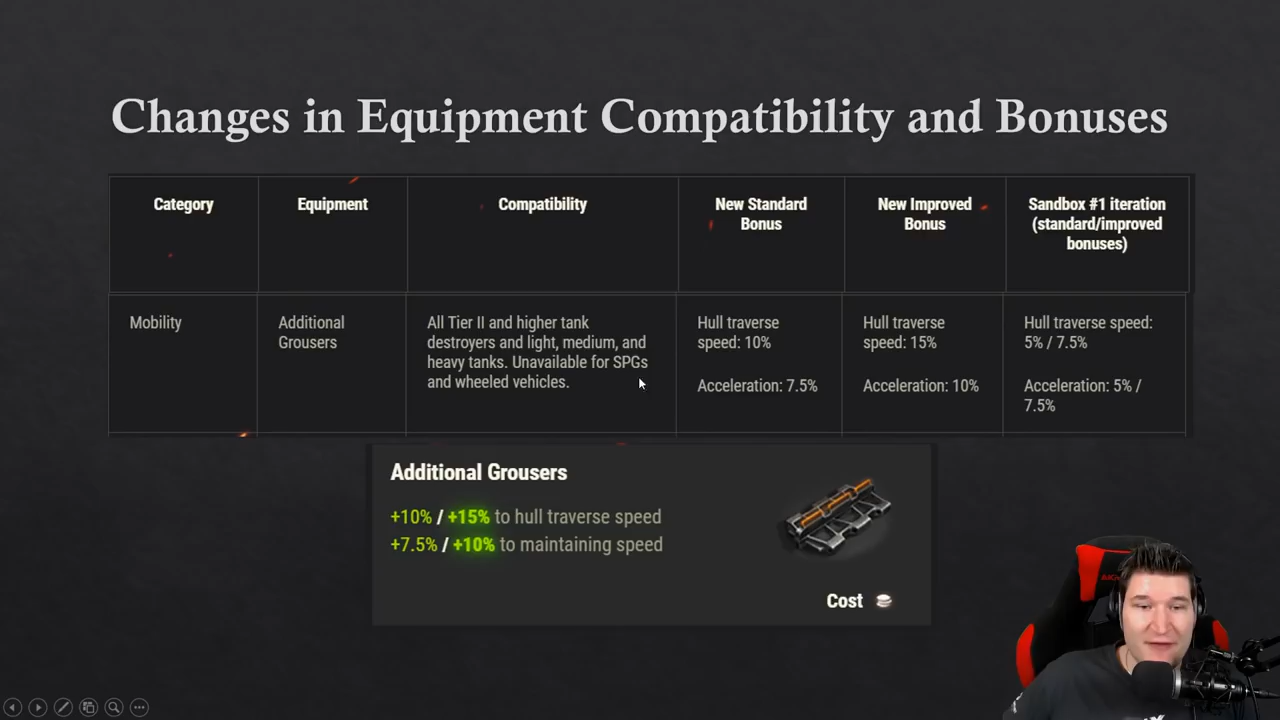 Changes in Equipment Compatibility and Bonuses
Category
Equipment
Compatibility
New Standard
Bonus
New Improved
Bonus
Sandbox #1 iteration
(standard/improved
bonuses)
Mobility
Additional
Grousers
All Tier II and higher tank
destroyers and light, medium, and
heavy tanks. Unavailable for SPGs
and wheeled vehicles.
Hull traverse
speed: 10%
Acceleration: 7.5%
Hull traverse
speed: 15%
Acceleration: 10%
Hull traverse speed:
5% / 7.5%
Acceleration: 5% /
7.5%
Additional Grousers
+10% / +15% to hull traverse speed
+7.5% / +10% to maintaining speed
Cost